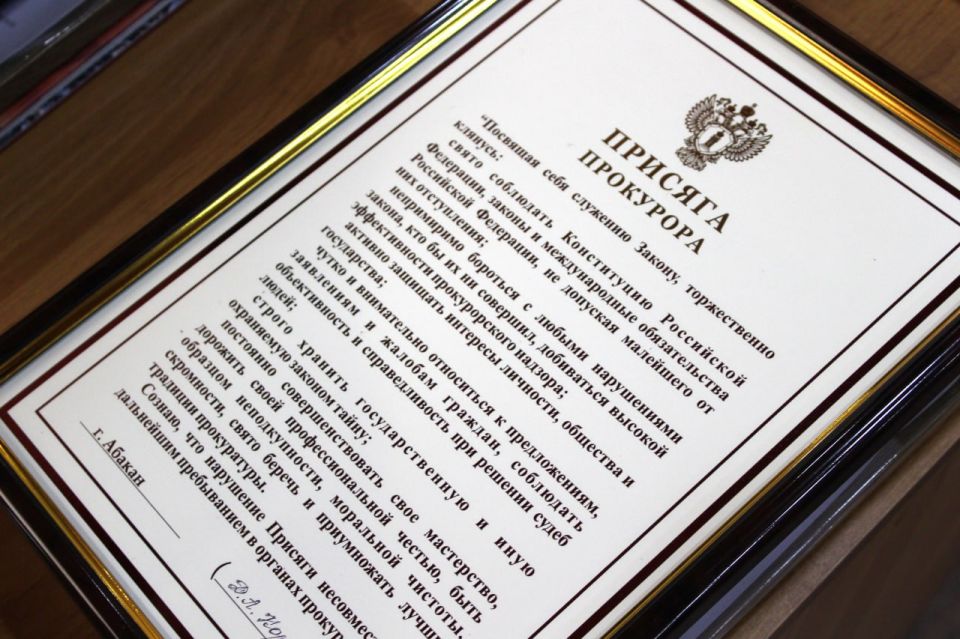 ПРИСЯГА
ПРОКУРОРА
"Посвящая себя служению Закону, торжественно
клянусь:
свято соблюдать Конституцию Российской
Федерации, законы и международные обязательства
Российской Федерации, не допуская малейшего от
них отступления;
непримиримо бороться с любыми нарушениями
закона, кто бы их ни совершил, добиваться высокой
эффективности прокурорского надзора;
активно защищать интересы личности, общества и
государства;
чутко и внимательно относиться к предложениям,
заявлениям и жалобам граждан, соблюдать
объективность и справедливость при решении судеб
людей;
строго хранить государственную и иную
охраняемую законом тайну;
постоянно совершенствовать свое мастерство,
дорожить своей профессиональной честью, быть
образцом неподкупности, моральной чистоты,
скромности, свято беречь и приумножать лучш
традиции прокуратуры.
Сознаю, что нарушение Присяги несовмест
дальнейшим пребыванием в органах прокур
г. Абакан
(Д.Л.